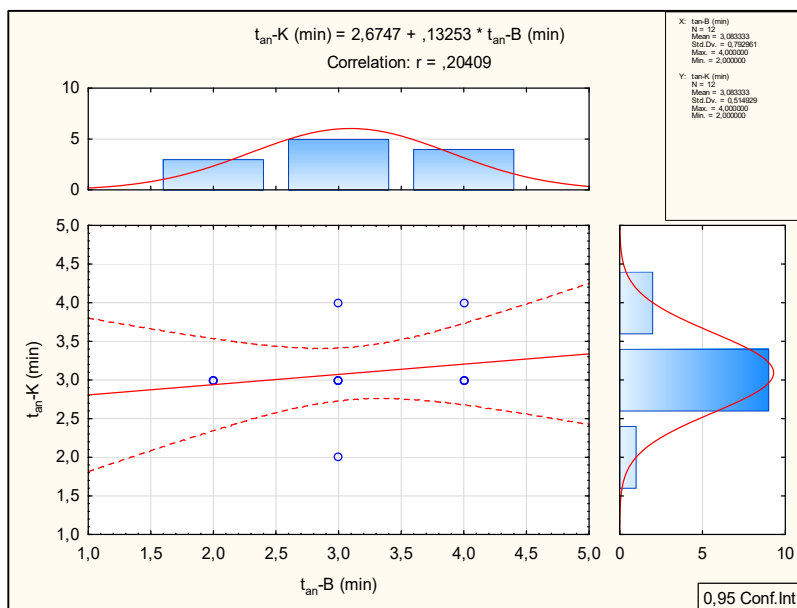 t_an-K (min) = 2,6747 + ,13253 * t_an-B (min)
Correlation: r = ,20409
X: tan-B (min)
N = 12
Mean = 3,083333
Std.Dv. = 0,792961
Max. = 4,000000
Min. = 2,000000
Y: tan-K (min)
N = 12
Mean = 3,083333
Std.Dv. = 0,514929
Max. = 4,000000
Min. = 2,000000
10
5
0
5,0
4,5
4,0
3,5
3,0
2,5
2,0
1,5
1,0
t_an-K (min)
1,0 1,5 2,0 2,5 3,0 3,5 4,0 4,5 5,0
t_an-B (min)
0 5 10
0,95 Conf.Int